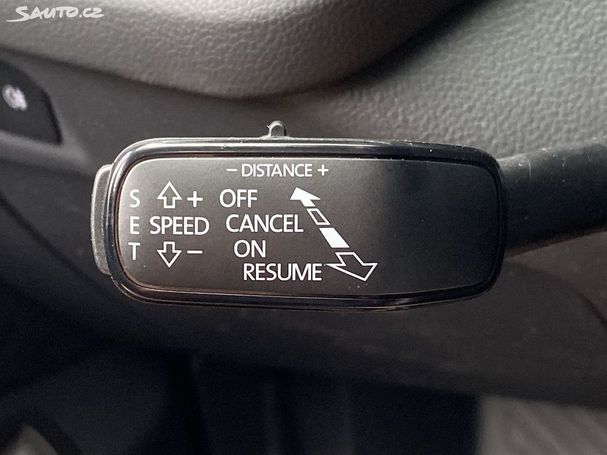 SAUTO.CZ
− DISTANCE +
S + OFF
E SPEED CANCEL
T − ON
RESUME